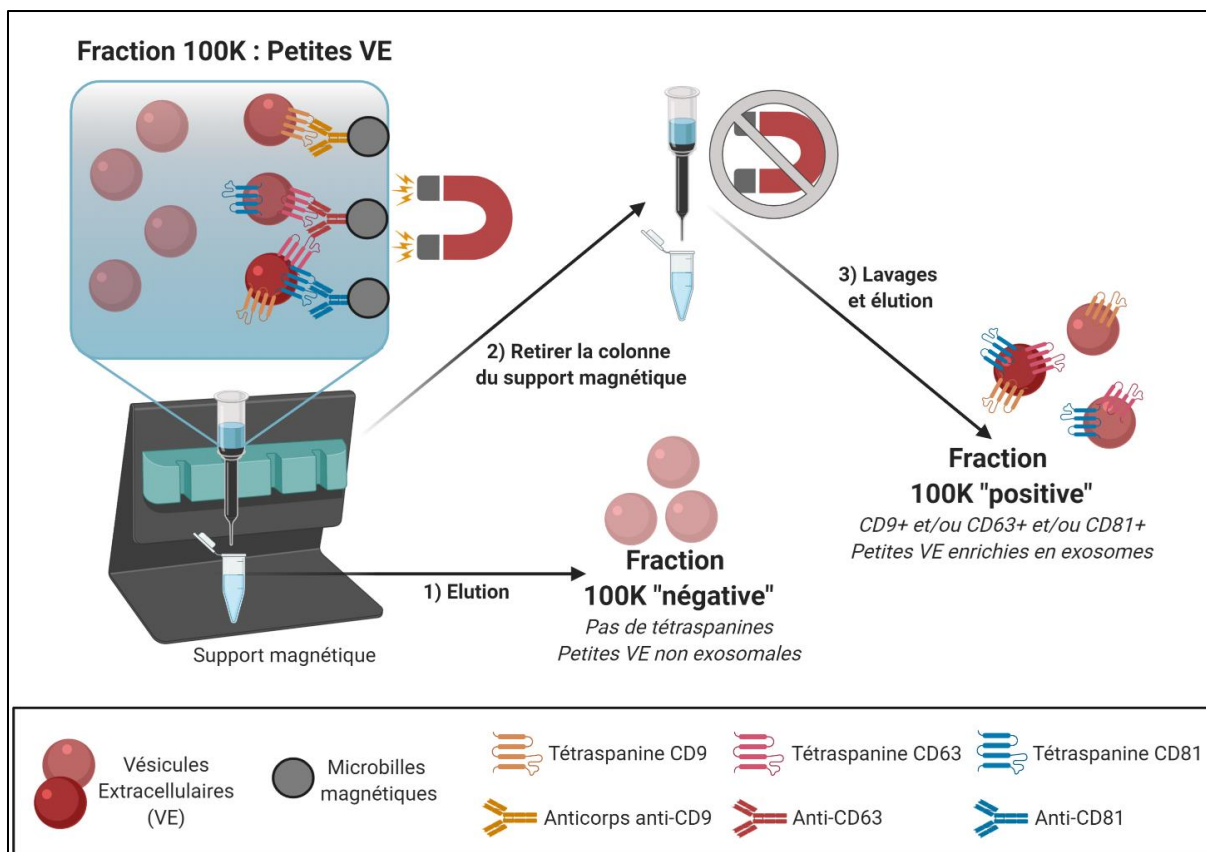 Fraction 100K : Petites VE
2) Retirer la colonne
du support magnétique
3) Lavages
et élution
1) Elution
Support magnétique
Fraction
100K "négative"
Pas de tétraspanines
Petites VE non exosomales
Fraction
100K "positive"
CD9+ et/ou CD63+ et/ou CD81+
Petites VE enrichies en exosomes
Vésicules
Extracellulaires
(VE)
Microbilles
magnétiques
Tétraspanine CD9
Tétraspanine CD63
Tétraspanine CD81
Anticorps anti-CD9
Anti-CD63
Anti-CD81